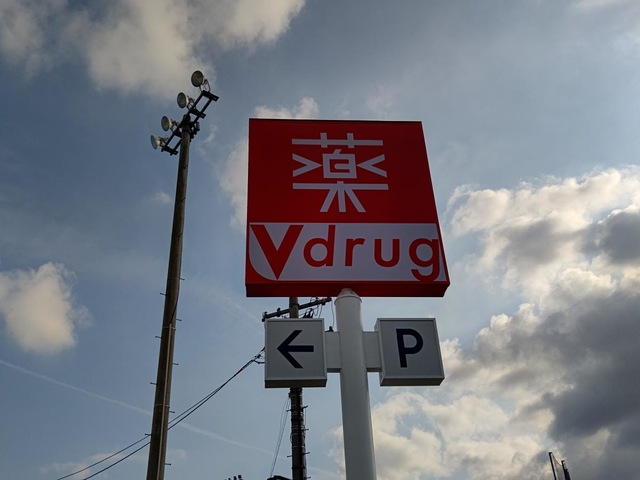 薬
Vdrug
← P